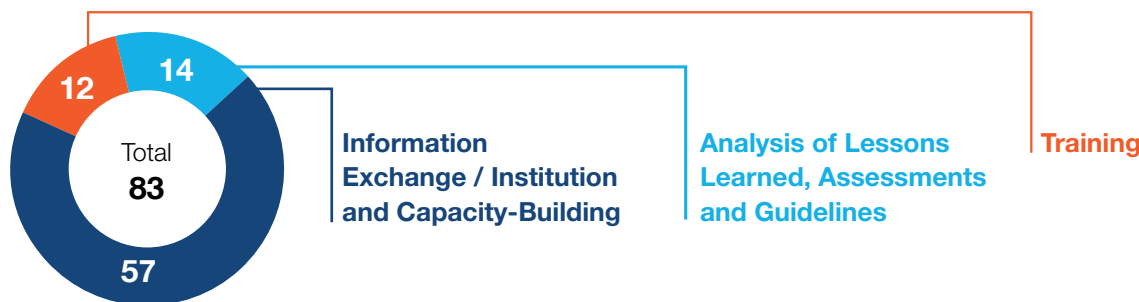 12
14
Total
83
57
Information
Exchange / Institution
and Capacity-Building
Analysis of Lessons
Learned, Assessments
and Guidelines
Training